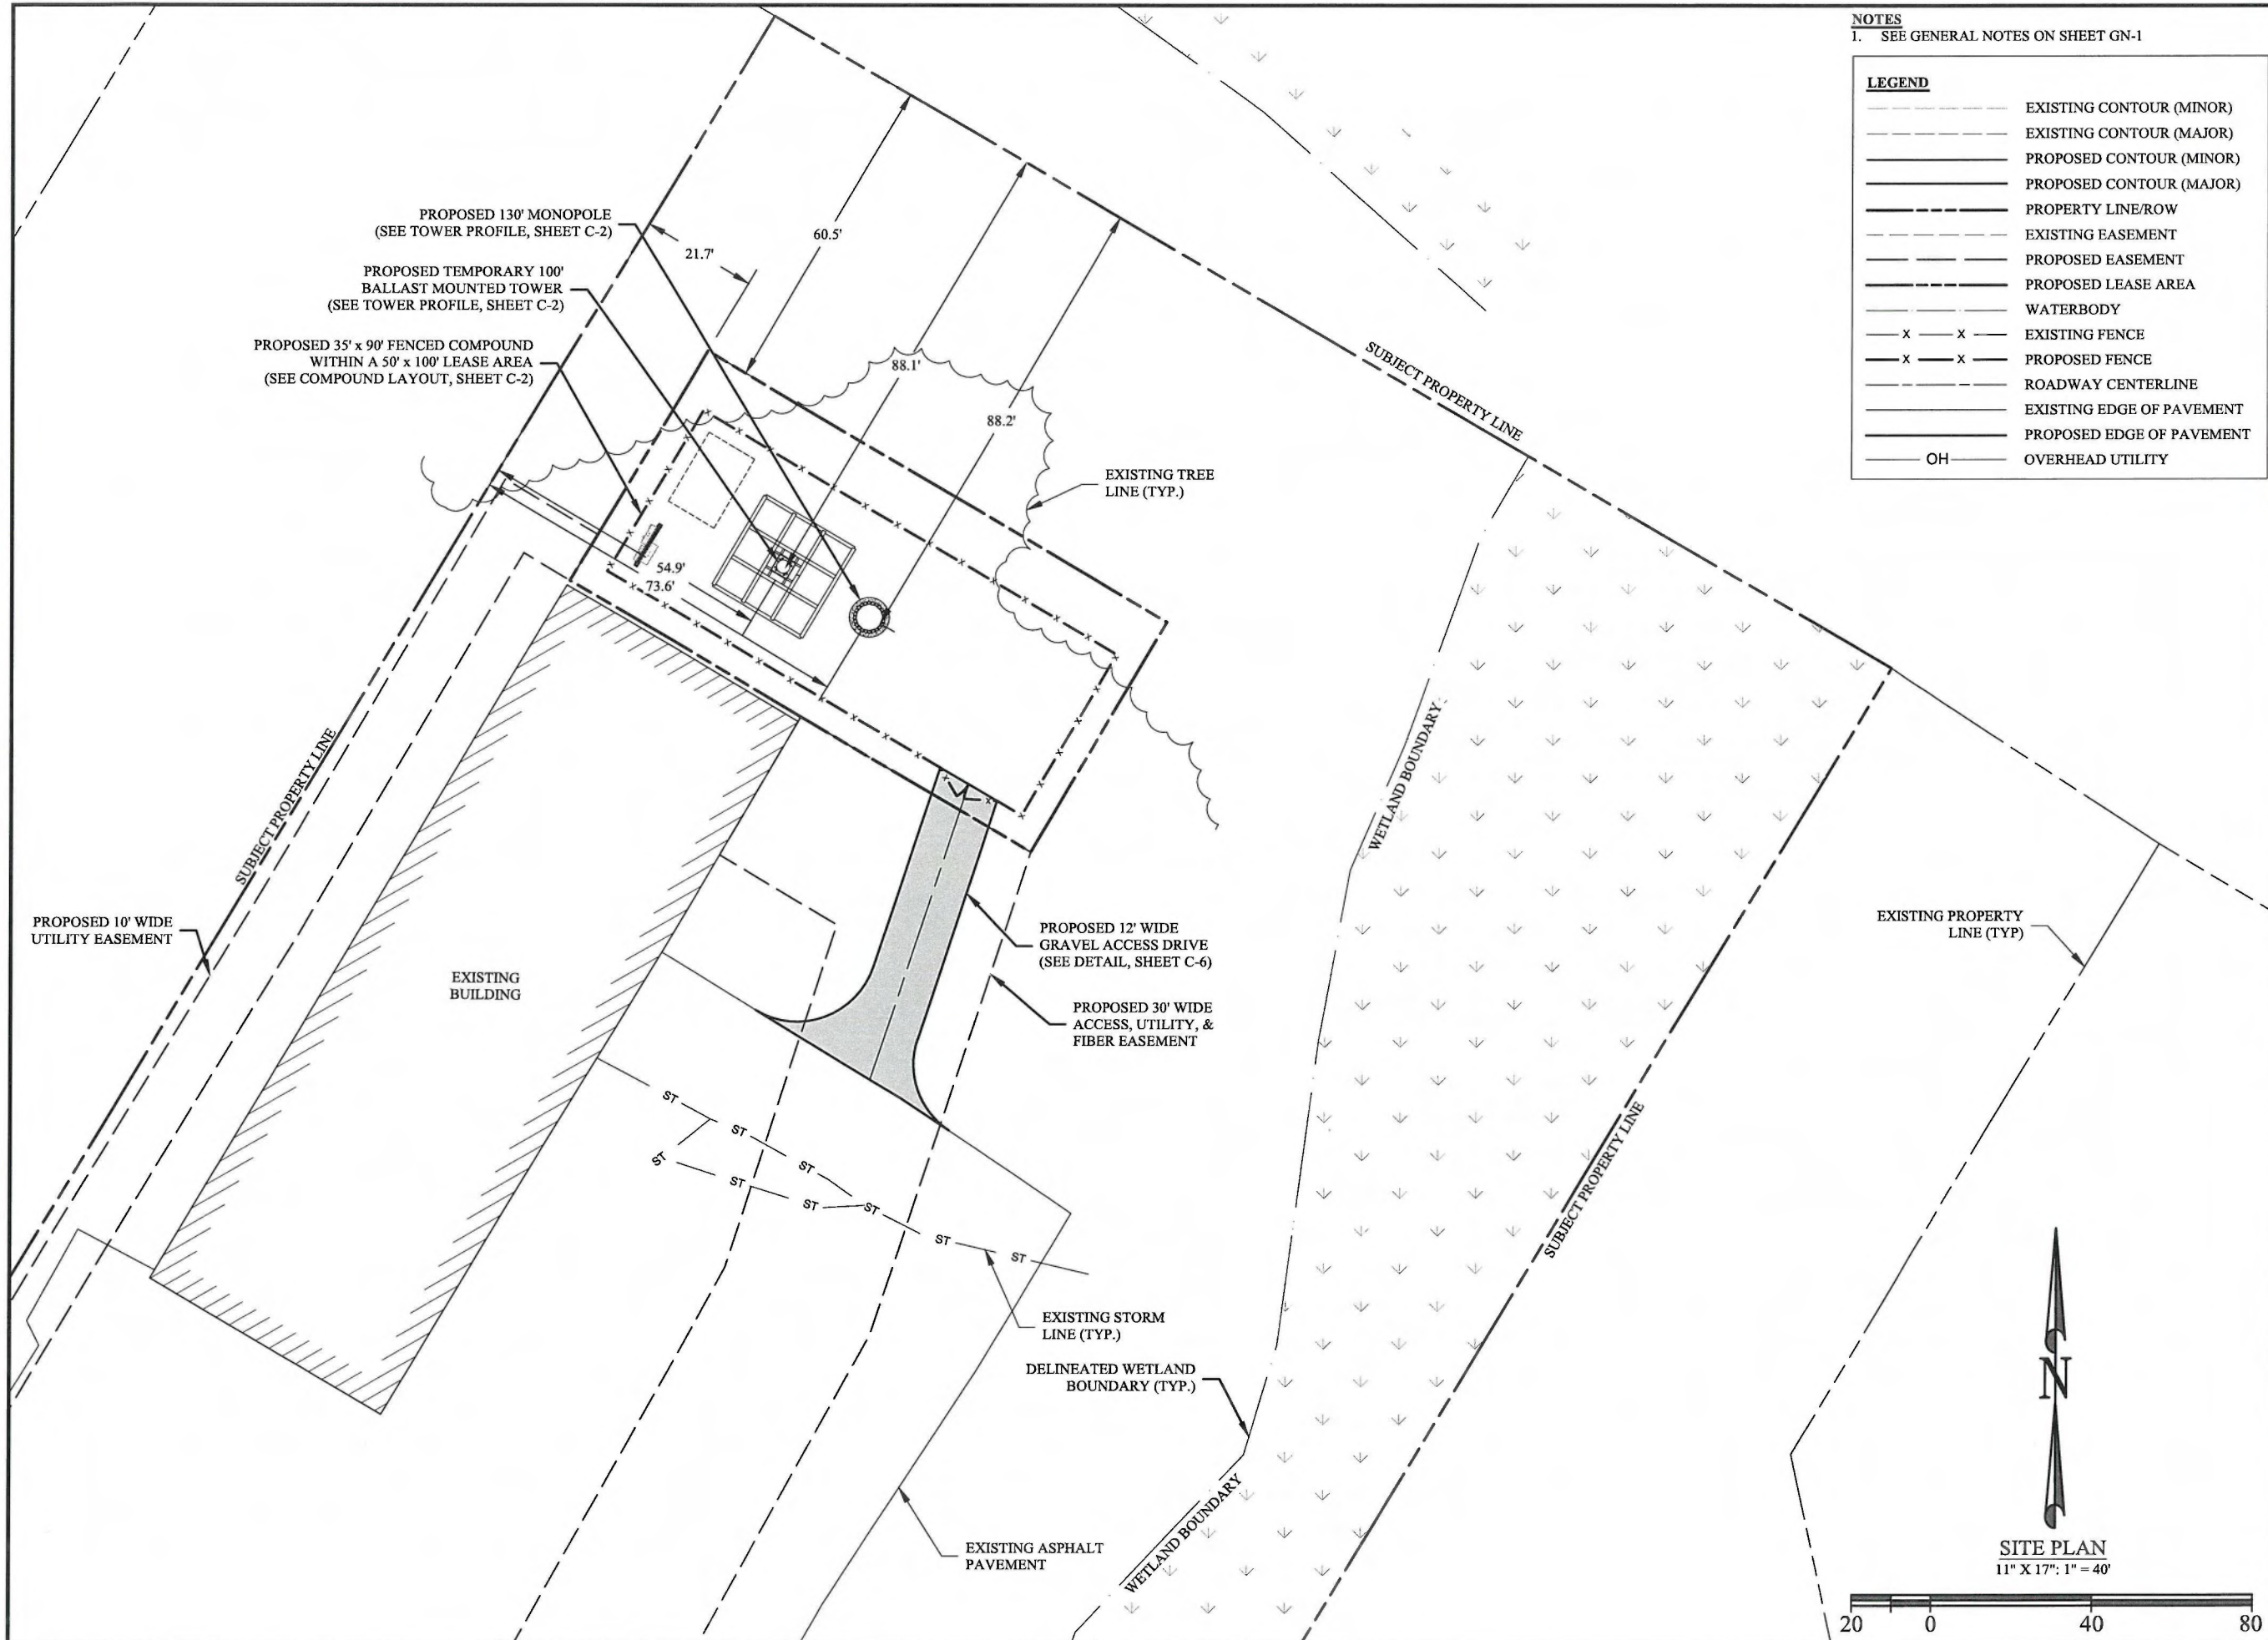 NOTES
1. SEE GENERAL NOTES ON SHEET GN-1
LEGEND
EXISTING CONTOUR (MINOR)
EXISTING CONTOUR (MAJOR)
PROPOSED CONTOUR (MINOR)
PROPOSED CONTOUR (MAJOR)
PROPERTY LINE/ROW
EXISTING EASEMENT
PROPOSED EASEMENT
PROPOSED LEASE AREA
WATERBODY
X X EXISTING FENCE
X X PROPOSED FENCE
ROADWAY CENTERLINE
EXISTING EDGE OF PAVEMENT
PROPOSED EDGE OF PAVEMENT
OH OVERHEAD UTILITY
PROPOSED 130' MONOPOLE
(SEE TOWER PROFILE, SHEET C-2)
PROPOSED TEMPORARY 100'
BALLAST MOUNTED TOWER
(SEE TOWER PROFILE, SHEET C-2)
PROPOSED 35' x 90' FENCED COMPOUND
WITHIN A 50' x 100' LEASE AREA
(SEE COMPOUND LAYOUT, SHEET C-2)
21.7'
60.5'
88.1'
88.2'
54.9'
73.6'
SUBJECT PROPERTY LINE
EXISTING TREE
LINE (TYP.)
SUBJECT PROPERTY LINE
WETLAND BOUNDARY
PROPOSED 10' WIDE
UTILITY EASEMENT
EXISTING
BUILDING
PROPOSED 12' WIDE
GRAVEL ACCESS DRIVE
(SEE DETAIL, SHEET C-6)
PROPOSED 30' WIDE
ACCESS, UTILITY, &
FIBER EASEMENT
EXISTING PROPERTY
LINE (TYP)
ST
ST
ST
ST
ST
ST
ST
ST
ST
EXISTING STORM
LINE (TYP.)
SUBJECT PROPERTY LINE
DELINEATED WETLAND
BOUNDARY (TYP.)
WETLAND BOUNDARY
EXISTING ASPHALT
PAVEMENT
N
SITE PLAN
11" X 17": 1" = 40'
20 0 40 80